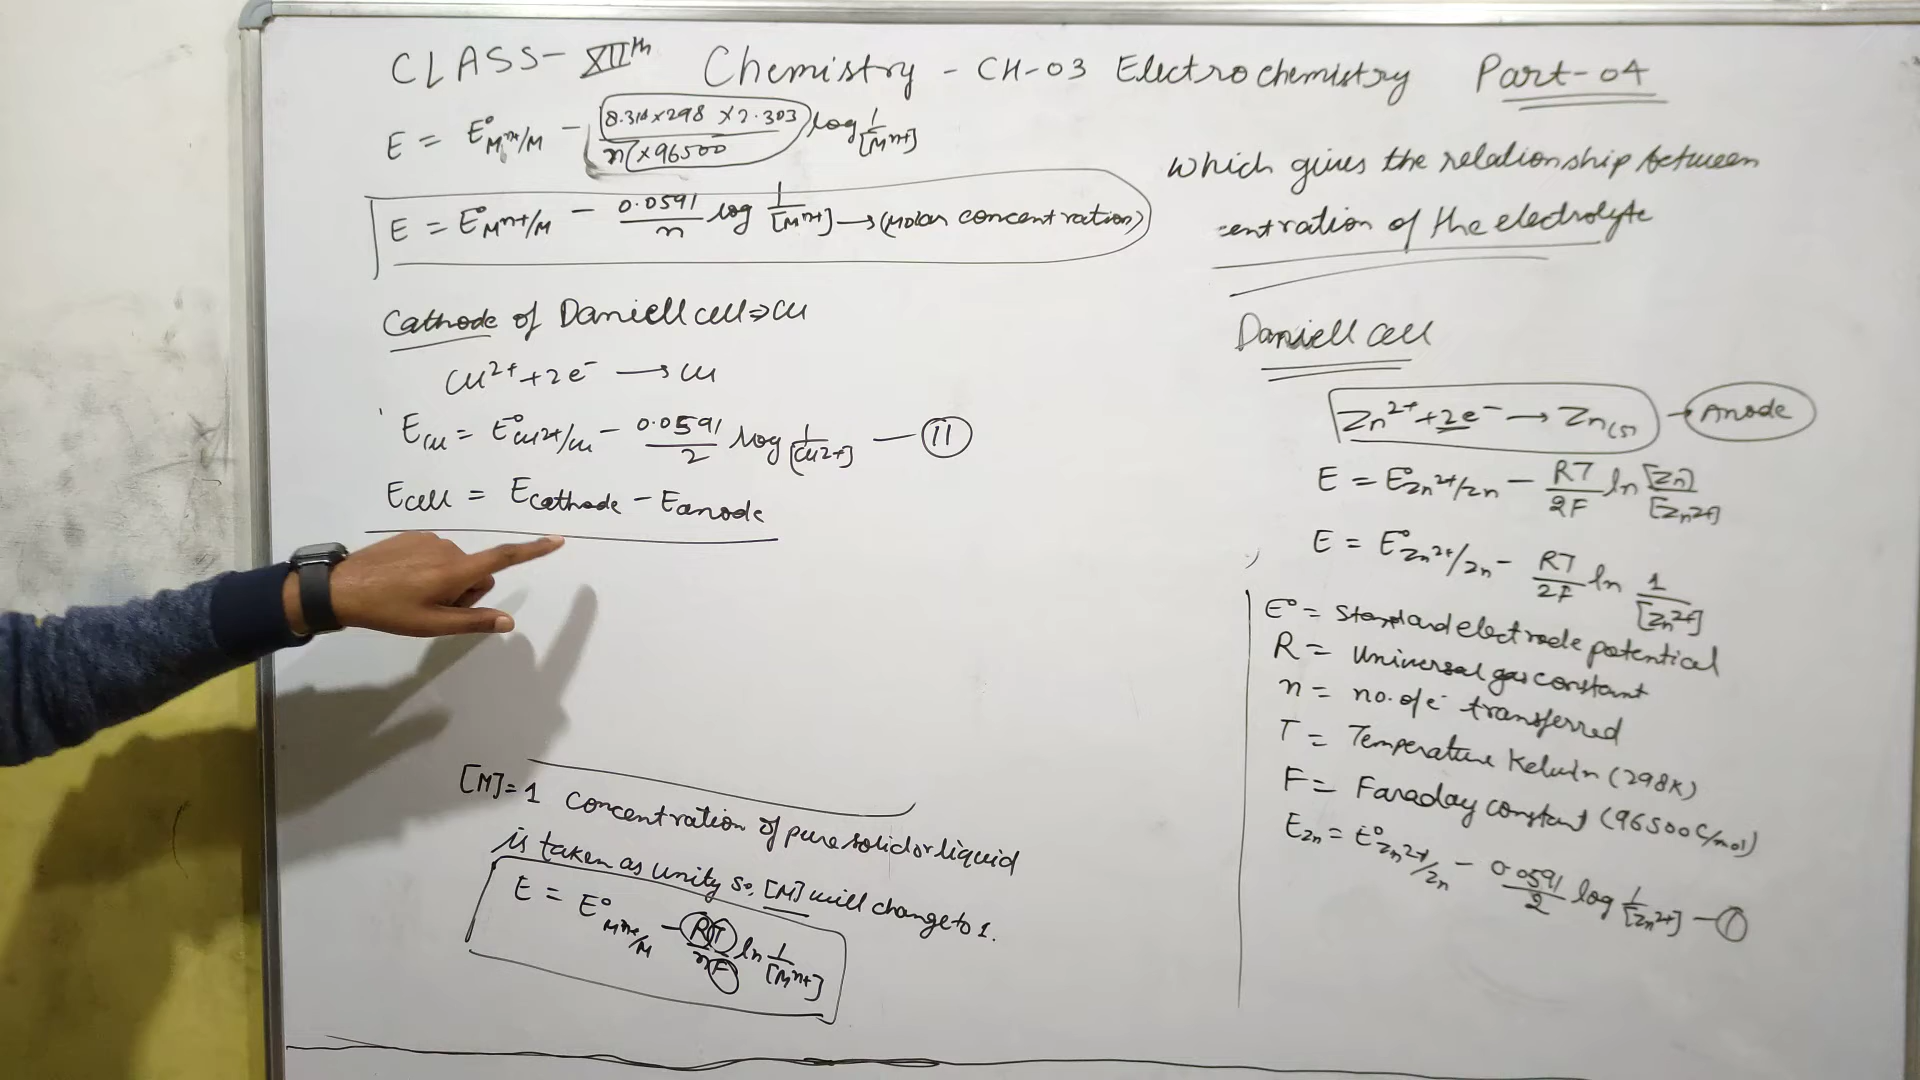 CLASS-XIIth Chemistry - CH-03 Electrochemistry Part-04
E = E°Mⁿ⁺/M - 8.314×298×2.303/n×96500 log 1/[Mⁿ⁺]
E = E°Mⁿ⁺/M - 0.0591/n log 1/[Mⁿ⁺] → (Molar concentration)
Cathode of Daniell cell ⇒ Cu
Cu²⁺ + 2e⁻ → Cu
ECu = E°Cu²⁺/Cu - 0.0591/2 log 1/[Cu²⁺] — II
Ecell = Ecathode - Eanode
[M]=1 concentration of pure solid or liquid
is taken as unity so, [M] will change to 1.
E = E°Mⁿ⁺/M - RT/nF ln 1/[Mⁿ⁺]
which gives the relationship between
centration of the electrolyte
Daniell cell
Zn²⁺ + 2e⁻ → Zn(s) → Anode
E = E°Zn²⁺/Zn - RT/2F ln [Zn]/[Zn²⁺]
E = E°Zn²⁺/Zn - RT/2F ln 1/[Zn²⁺]
E° = Standard electrode potential
R = Universal gas constant
n = no. of e⁻ transferred
T = Temperature Kelvin (298K)
F = Faraday constant (96500C/mol)
EZn = E°Zn²⁺/Zn - 0.0591/2 log 1/[Zn²⁺] — I